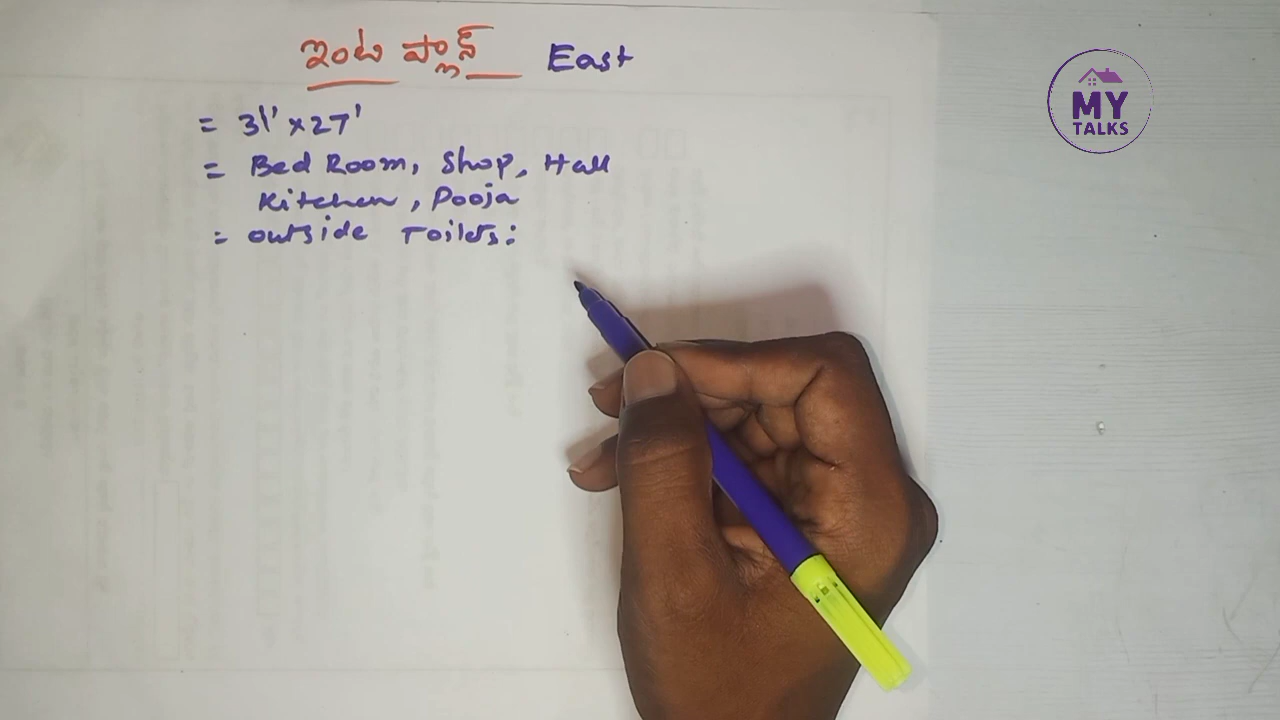 ఇంటి ప్లాన్ East
= 31' x 27'
= Bed Room, Shop, Hall
Kitchen, Pooja
= outside Toilets:
MY
TALKS